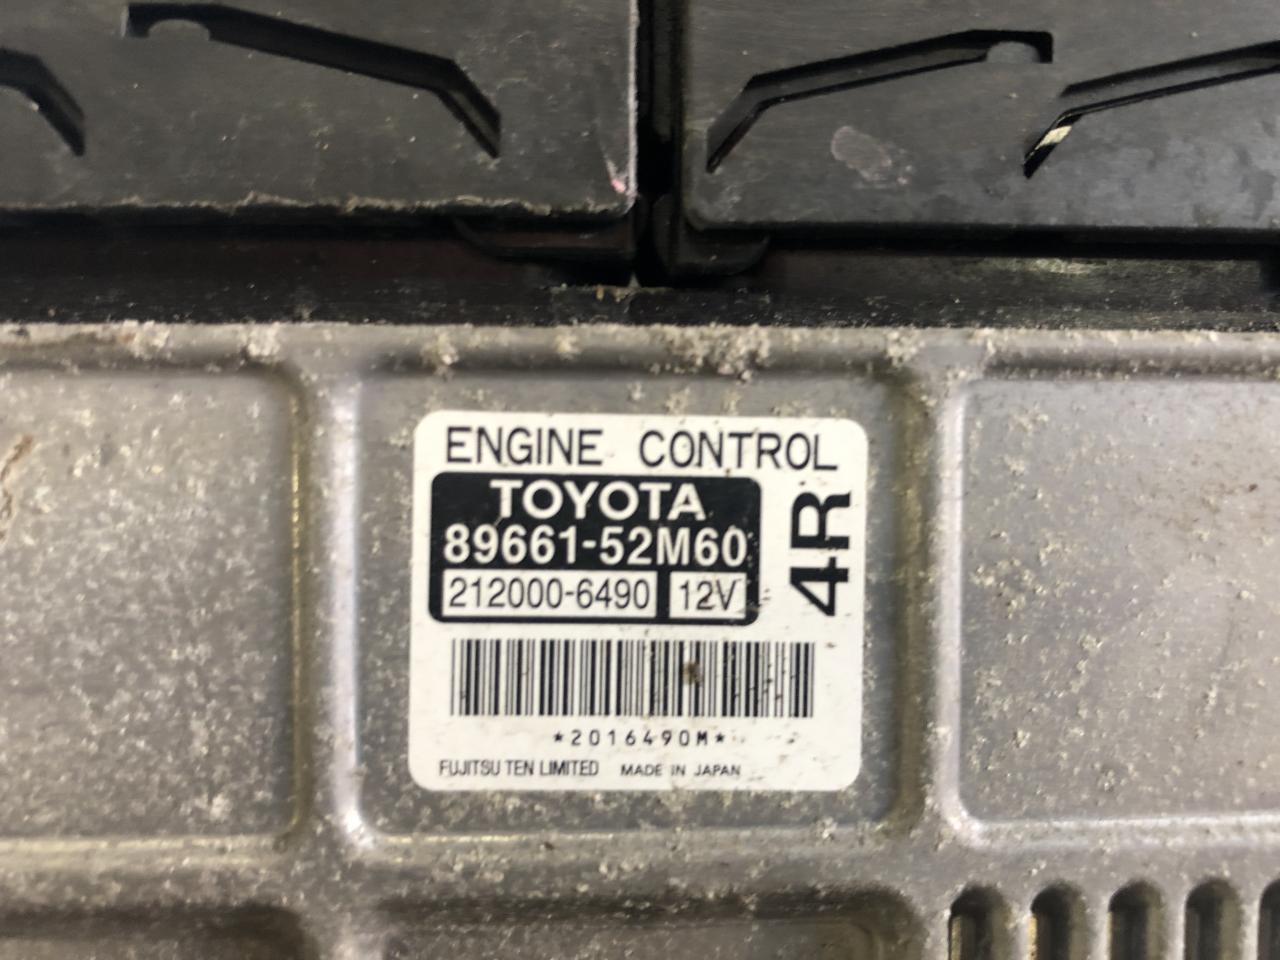 ENGINE CONTROL
TOYOTA
89661-52M60
212000-6490 12V
4R
*2016490M*
FUJITSU TEN LIMITED MADE IN JAPAN